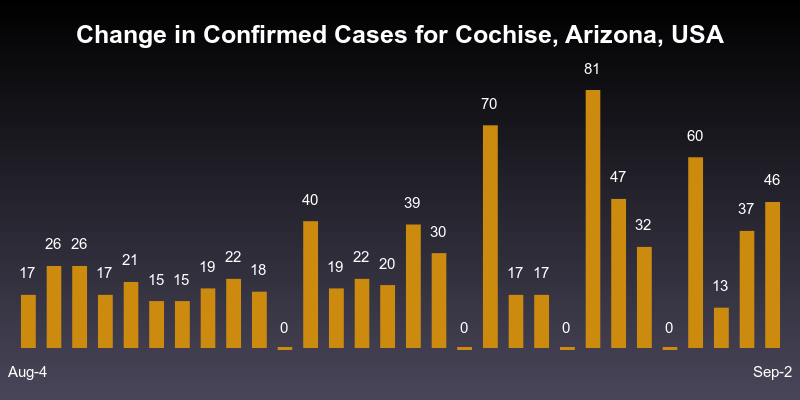 Change in Confirmed Cases for Cochise, Arizona, USA
17 26 26 17 21 15 15 19 22 18 0 40 19 22 20 39 30 0 70 17 17 0 81 47 32 0 60 13 37 46
Aug-4 Sep-2